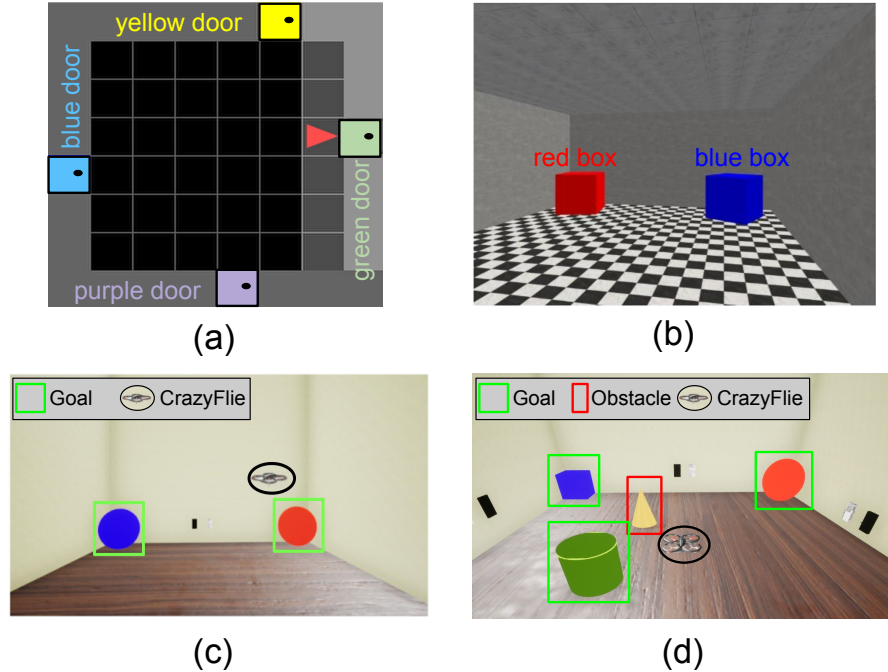 yellow door
blue door
green door
purple door
(a)
red box
blue box
(b)
Goal CrazyFlie
(c)
Goal Obstacle CrazyFlie
(d)